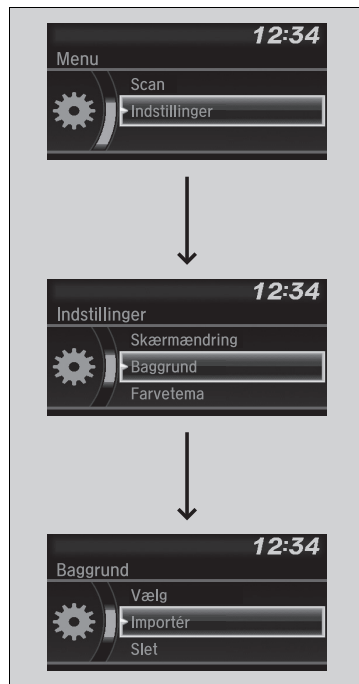 12:34
Menu
Scan
Indstillinger
12:34
Indstillinger
Skærmændring
Baggrund
Farvetema
12:34
Baggrund
Vælg
Importér
Slet